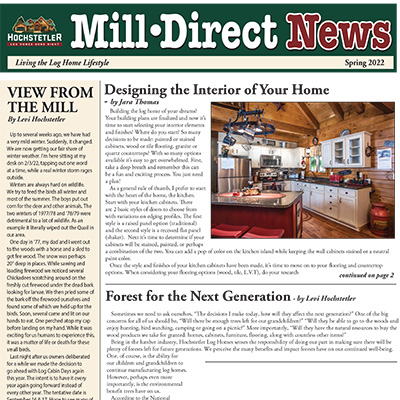 HOCHSTETLER
LOG HOMES DONE RIGHT
Mill•Direct News
Living the Log Home Lifestyle
Spring 2022
VIEW FROM
THE MILL
By Levi Hochstetler
Up to several years ago, we have had
a very mild winter. Suddenly, it changed.
We are now getting our fair share of
winter weather. I'm here sitting at my
desk on 2/3/22, tapping out one word
at a time, while a real winter storm rages
outside.
Winters are always hard on wildlife.
We try to feed the birds all winter and
most of the summer. The boys put out
corn for the deer and other animals. The
two winters of 1977/78 and '78/79 were
detrimental to a lot of wildlife. As an
example it literally wiped out the Quail in
our area.
One day in '77, my dad and I went out
to the woods with a horse and a sled to
get fire wood. The snow was perhaps
20" deep in places. While sawing and
loading firewood we noticed several
Chickadees scratching around on the
freshly cut firewood under the dead bark
looking for larvae. We then pried some of
the bark off the firewood ourselves and
found some of which we held up for the
birds. Soon, several came and lit on our
hands to eat. One perched atop my cap
before landing on my hand. While it was
exciting for us humans to experience this,
it was a matter of life or death for these
small birds.
Last night after us owners deliberated
for a while we made the decision to
go ahead with Log Cabin Days again
this year. The intent is to have it every
year again going forward instead of
every other year. The tentative date is
Designing the Interior of Your Home
- by Jara Thomas
Building the log home of your dreams?
Your building plans are finalized and now it's
time to start selecting your interior elements
and finishes! Where do you start? So many
decisions to be made: painted or stained
cabinets, wood or tile flooring, granite or
quartz countertops? With so many options
available it's easy to get overwhelmed. First,
take a deep breath and remember this can
be a fun and exciting process. You just need
a plan!
As a general rule of thumb, I prefer to start
with the heart of the home, the kitchen.
Start with your kitchen cabinets. There
are 2 basic styles of doors to choose from
with variations on edging profiles. The first
style is a raised panel option (traditional)
and the second style is a recessed flat panel
(shaker). Next it's time to determine if your
cabinets will be stained, painted, or perhaps
a combination of the two. You can add a pop of color on the kitchen island while keeping the wall cabinets stained or a neutral
paint color.
Once the style and finishes of your kitchen cabinets have been made, it's time to move on to your flooring and countertop
options. When considering your flooring options (wood, tile, L.V.T), do your research
continued on page 2
Forest for the Next Generation - by Levi Hochstetler
Sometimes we need to ask ourselves, "The decisions I make today, how will they affect the next generation?" One of the big
concerns for all of us should be, "Will there be enough trees left for our grandchildren?" "Will they be able to go to the woods and
enjoy hunting, bird watching, camping or going on a picnic?" More importantly, "Will they have the natural resources to buy the
wood products we take for granted: homes, cabinets, furniture, flooring, along with countless other items?"
Being in the lumber industry, Hochstetler Log Homes senses the responsibility of doing our part in making sure there will be
plenty of forests left for future generations. We perceive the many benefits and impact forests have on our continued well-being.
One, of course, is the ability for
our children and grandchildren to
continue manufacturing log homes.
However, perhaps even more
importantly, is the environmental
benefit trees have on us.
According to the National